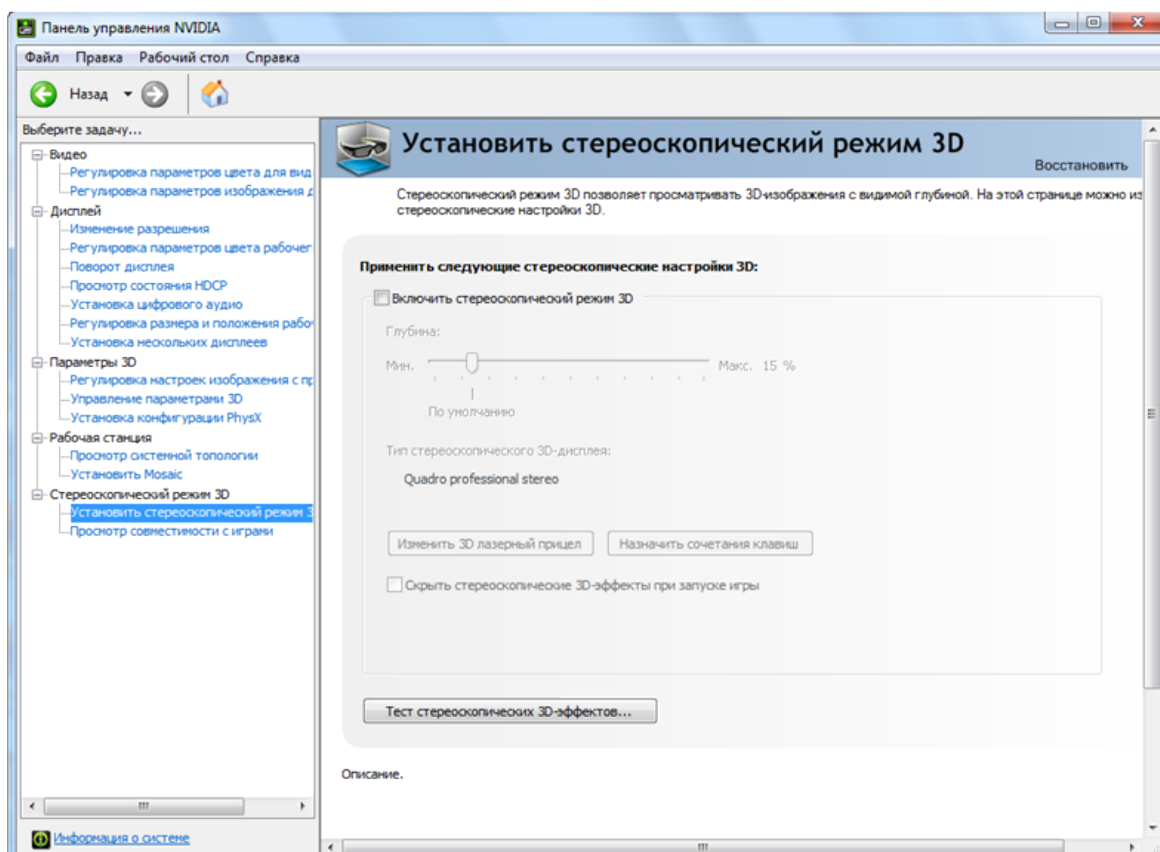 Панель управления NVIDIA
Файл Правка Рабочий стол Справка
Назад
Выберите задачу...
Видео
Регулировка параметров цвета для вид
Регулировка параметров изображения д
Дисплей
Изменение разрешения
Регулировка параметров цвета рабочег
Поворот дисплея
Просмотр состояния HDCP
Установка цифрового аудио
Регулировка размера и положения рабо
Установка нескольких дисплеев
Параметры 3D
Регулировка настроек изображения с пр
Управление параметрами 3D
Установка конфигурации PhysX
Рабочая станция
Просмотр системной топологии
Установить Mosaic
Стереоскопический режим 3D
Установить стереоскопический режим 3
Просмотр совместимости с играми
Информация о системе
Установить стереоскопический режим 3D
Восстановить
Стереоскопический режим 3D позволяет просматривать 3D-изображения с видимой глубиной. На этой странице можно из
стереоскопические настройки 3D.
Применить следующие стереоскопические настройки 3D:
Включить стереоскопический режим 3D
Глубина:
Мин. Макс. 15 %
По умолчанию
Тип стереоскопического 3D-дисплея:
Quadro professional stereo
Изменить 3D лазерный прицел Назначить сочетания клавиш
Скрыть стереоскопические 3D-эффекты при запуске игры
Тест стереоскопических 3D-эффектов...
Описание.